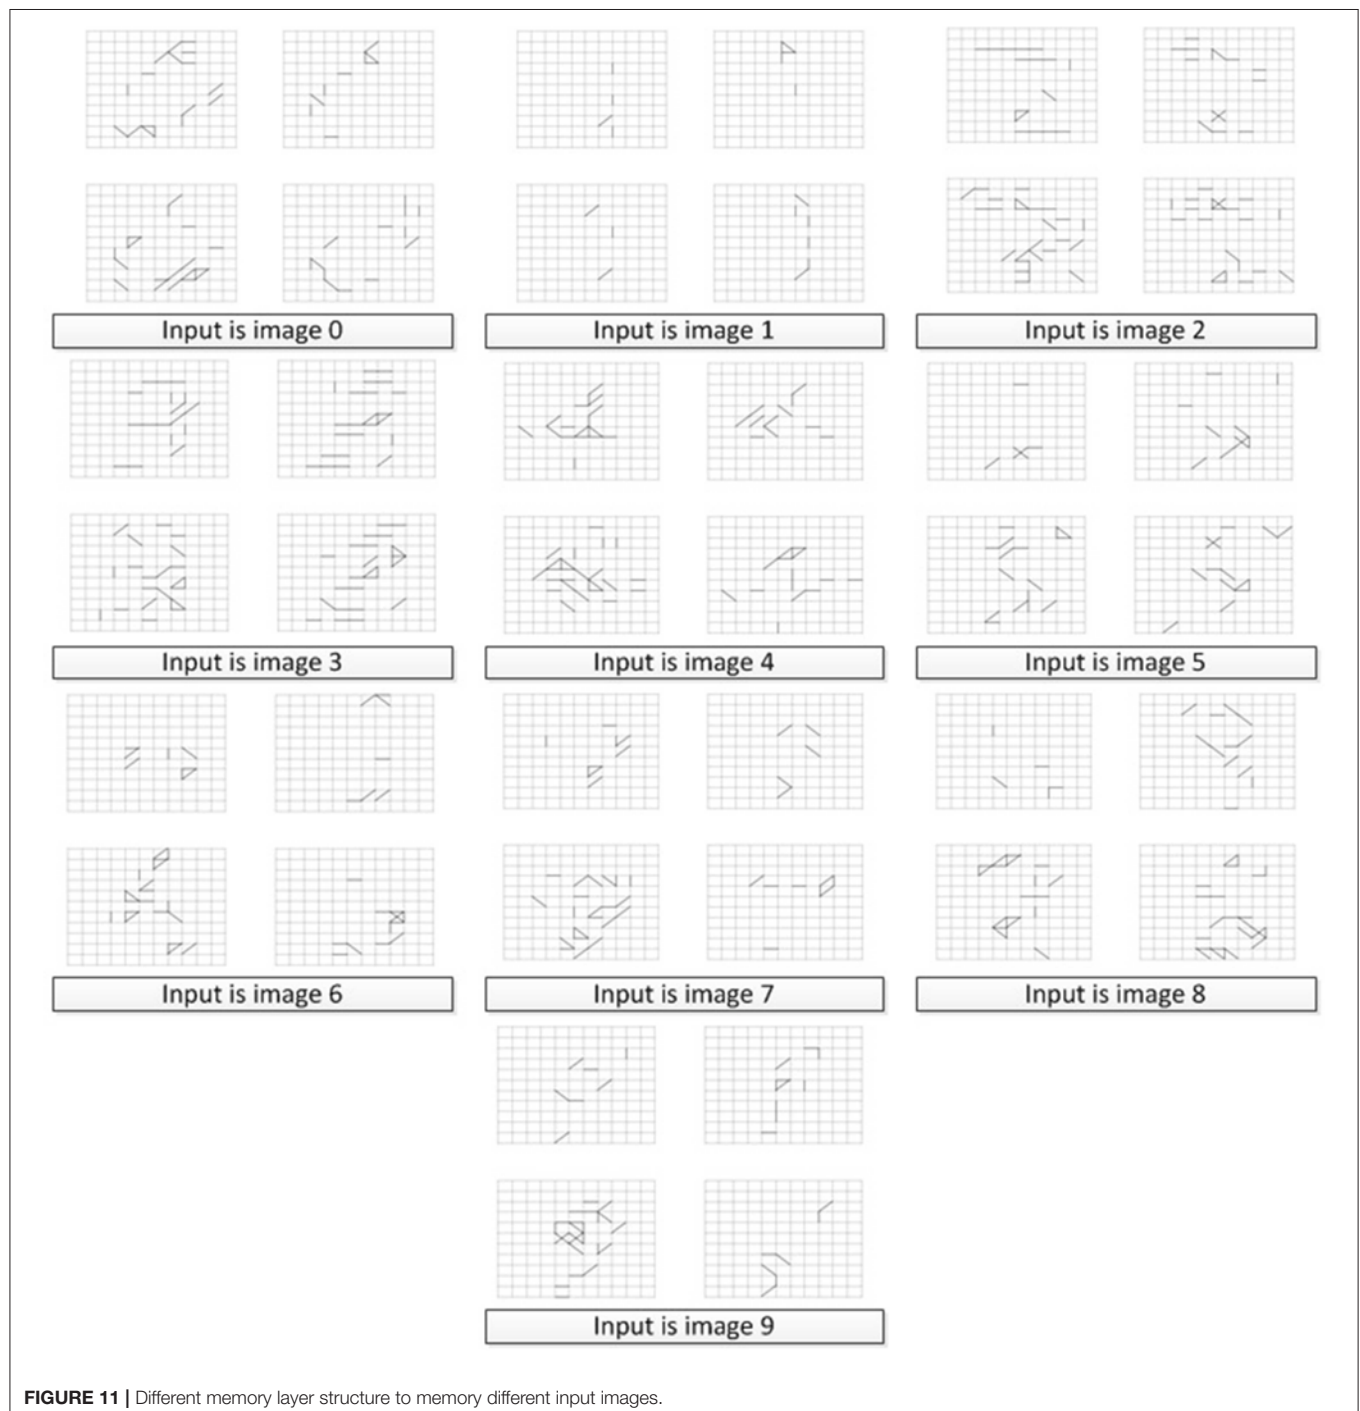 Input is image 0
Input is image 1
Input is image 2
Input is image 3
Input is image 4
Input is image 5
Input is image 6
Input is image 7
Input is image 8
Input is image 9
FIGURE 11 | Different memory layer structure to memory different input images.